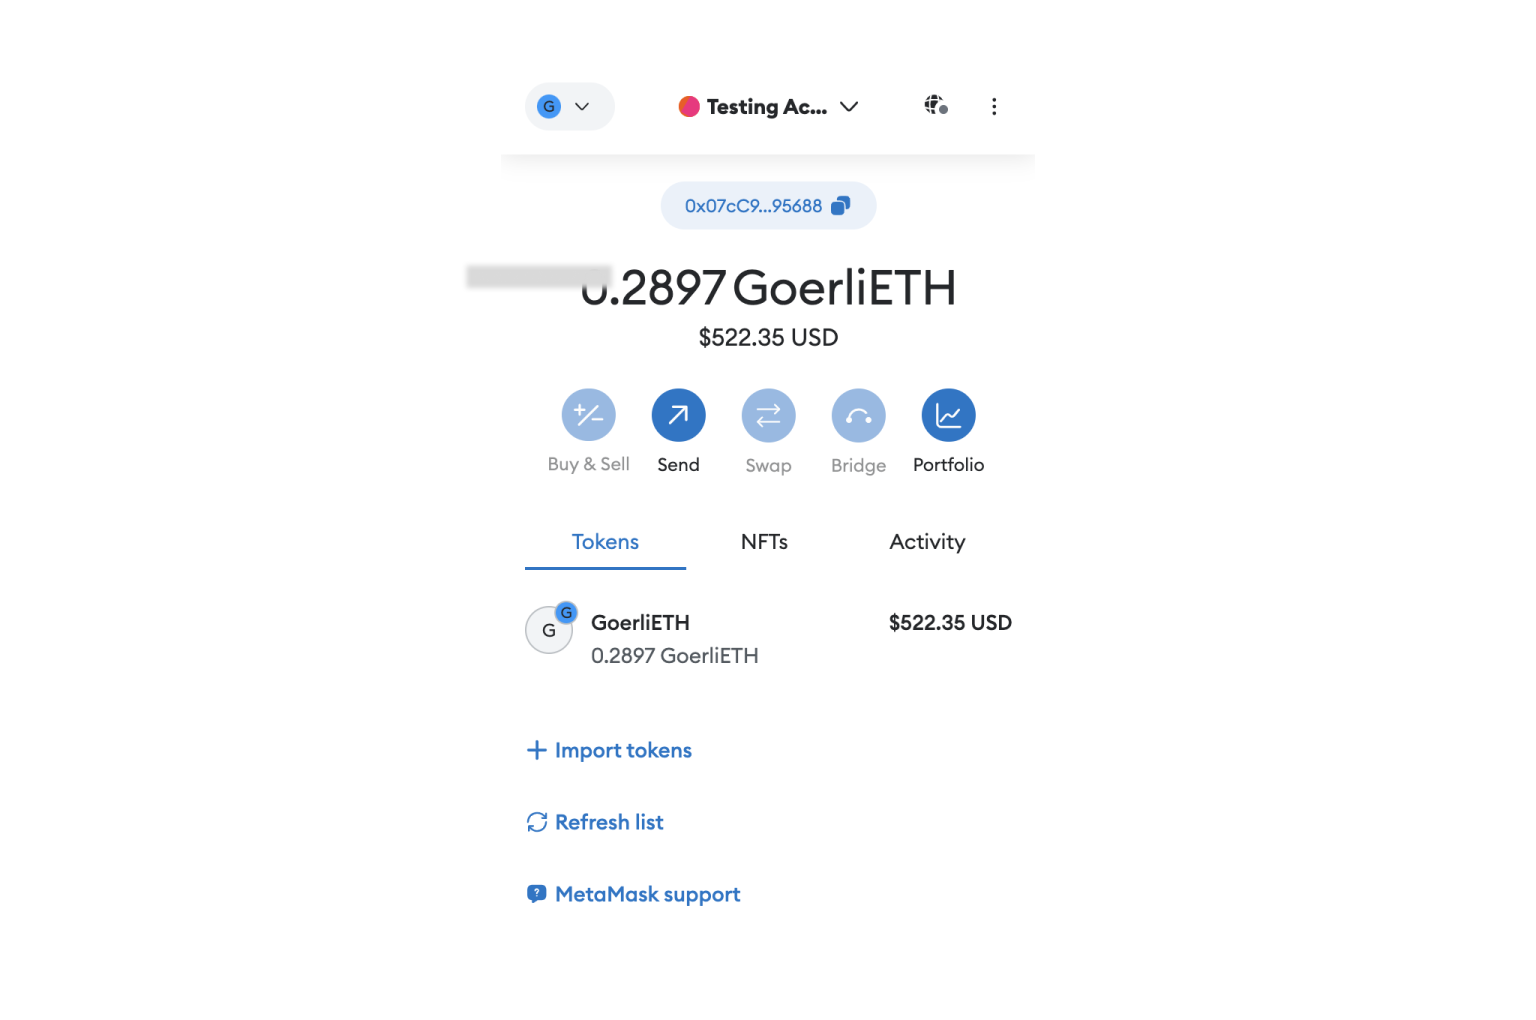 G
Testing Ac...
0x07cC9...95688
0.2897 GoerliETH
$522.35 USD
Buy & Sell
Send
Swap
Bridge
Portfolio
Tokens
NFTs
Activity
G
G
GoerliETH
$522.35 USD
0.2897 GoerliETH
Import tokens
Refresh list
MetaMask support